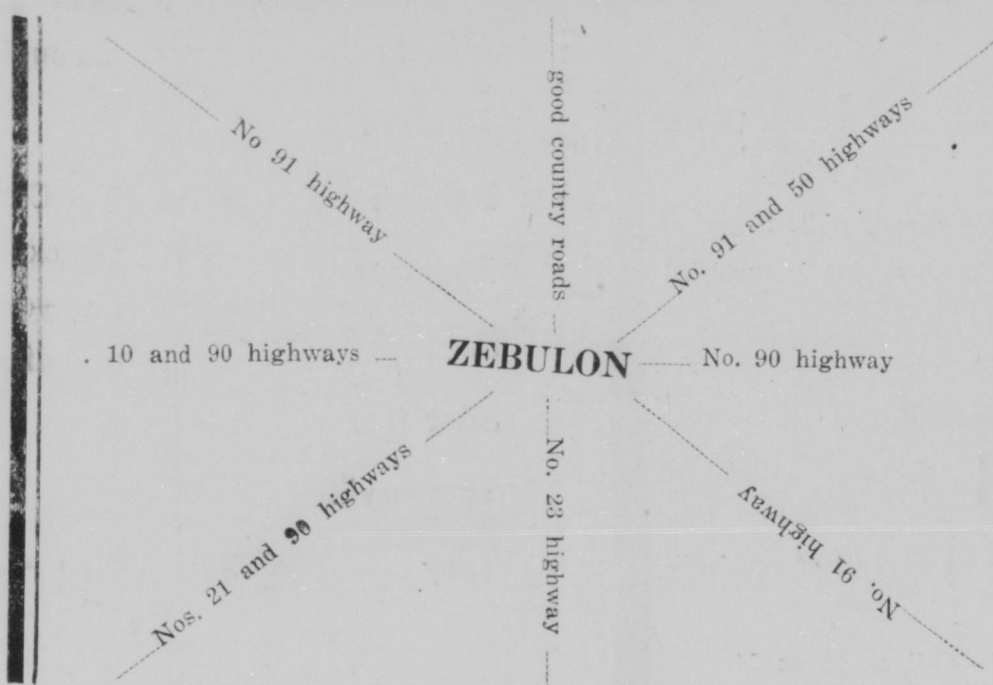 No 91 highway
good country roads
No. 91 and 50 highways
. 10 and 90 highways
ZEBULON
No. 90 highway
Nos. 21 and 90 highways
No. 23 highway
No. 91 highway